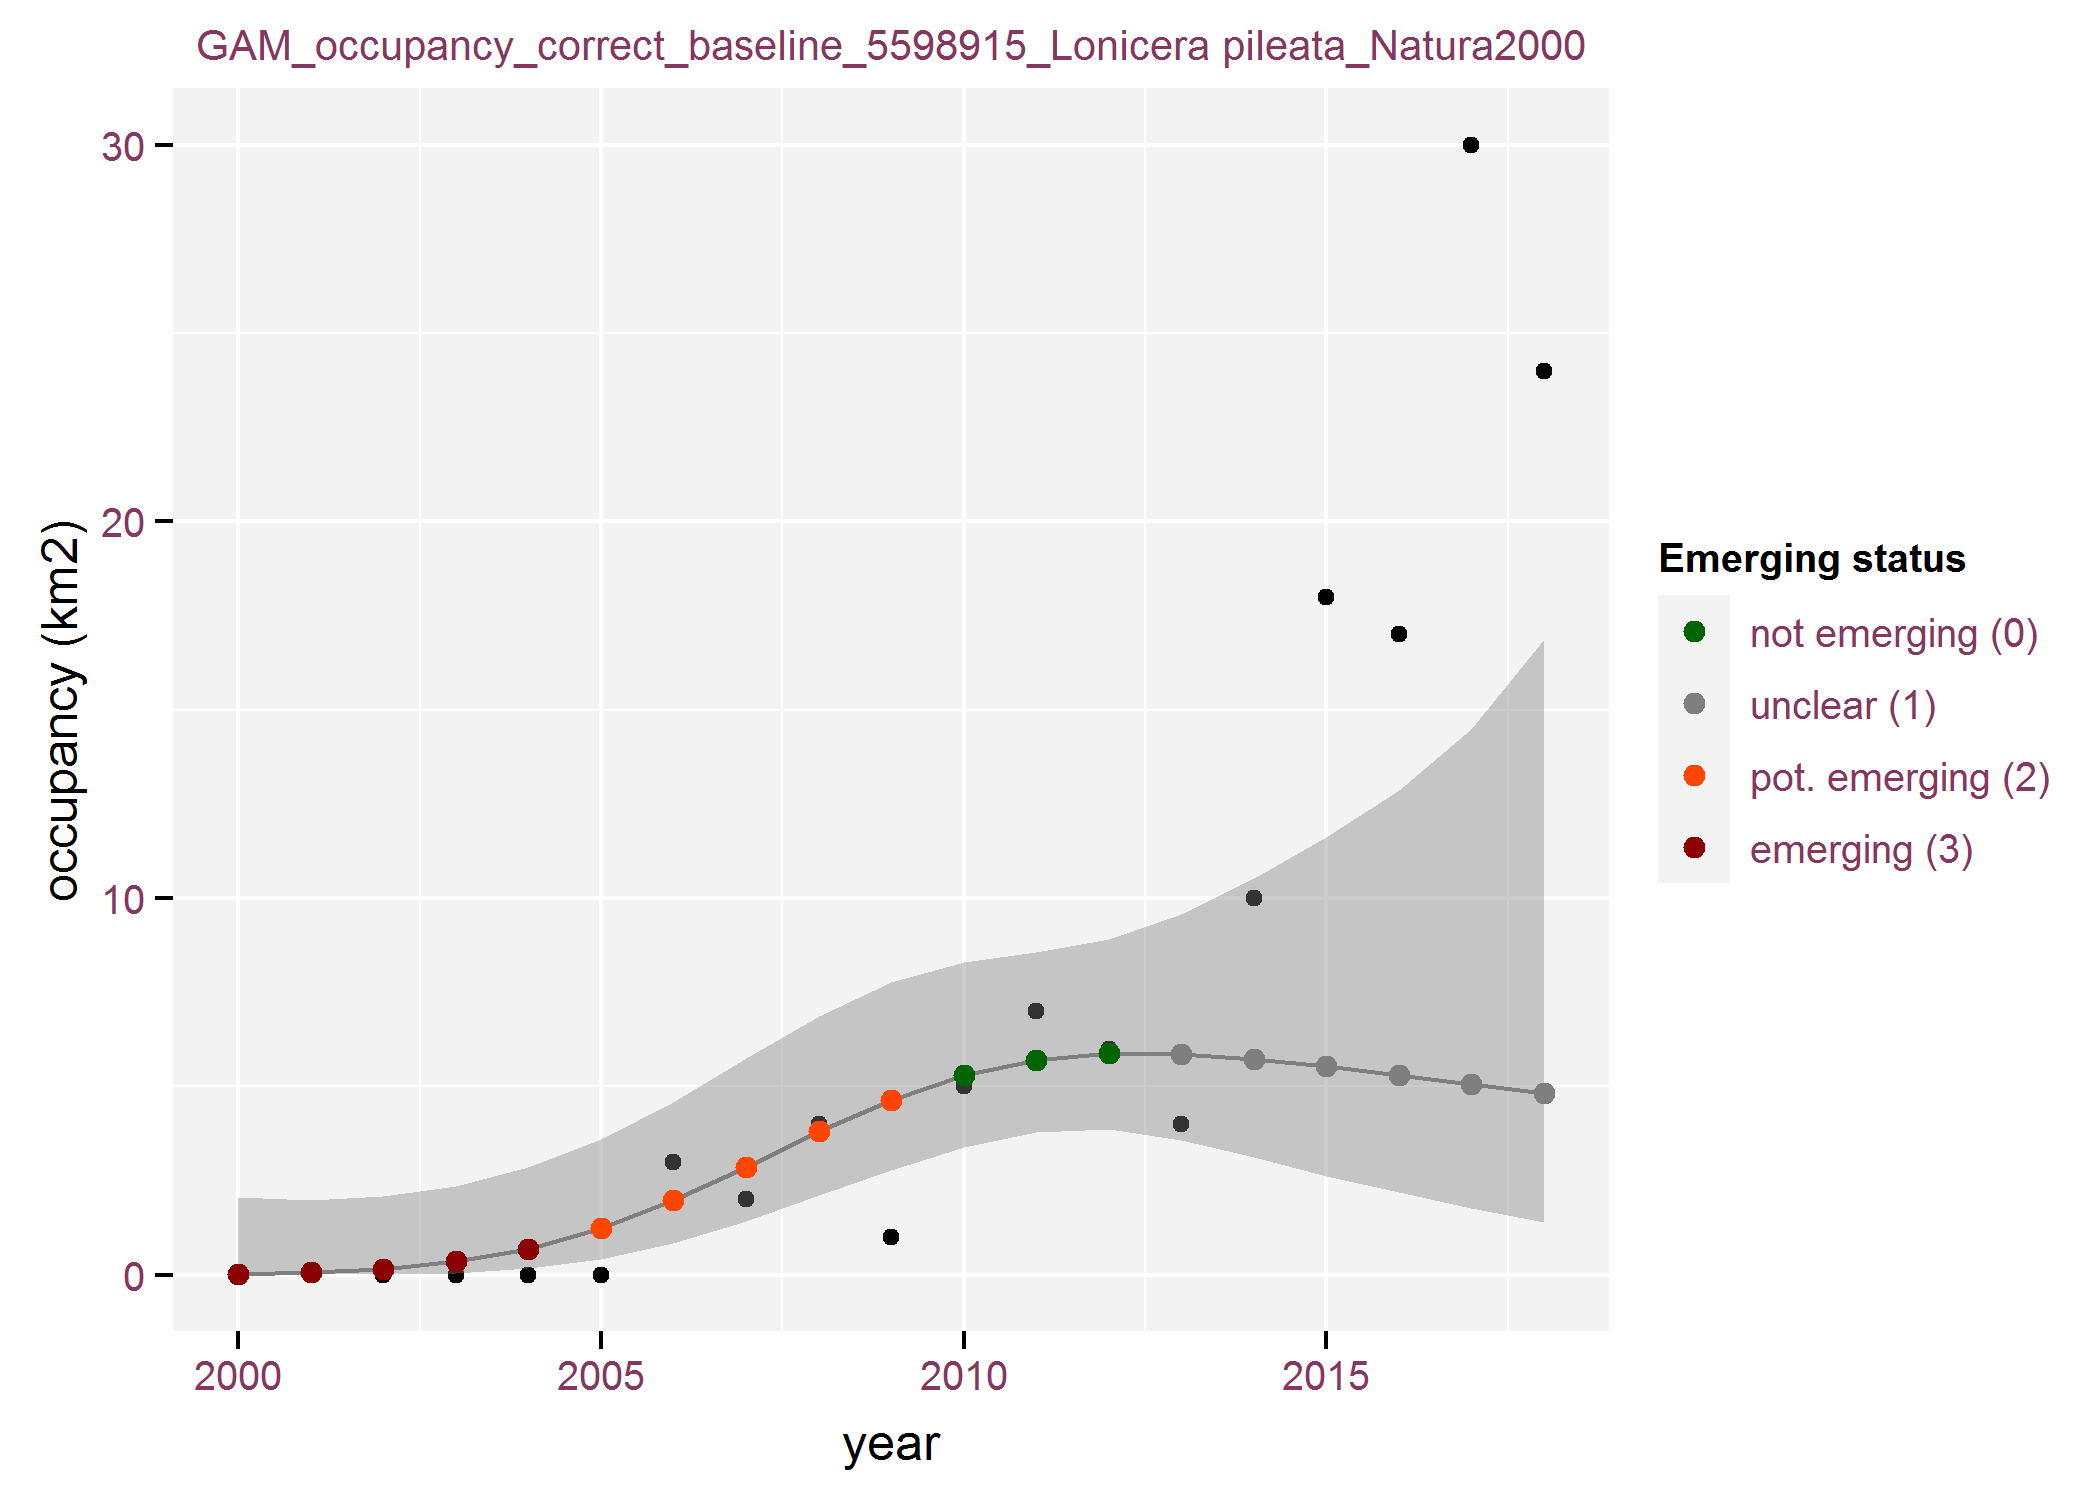 GAM_occupancy_correct_baseline_5598915_Lonicera pileata_Natura2000
30
20
10
0
occupancy (km2)
2000
2005
2010
2015
year
Emerging status
not emerging (0)
unclear (1)
pot. emerging (2)
emerging (3)